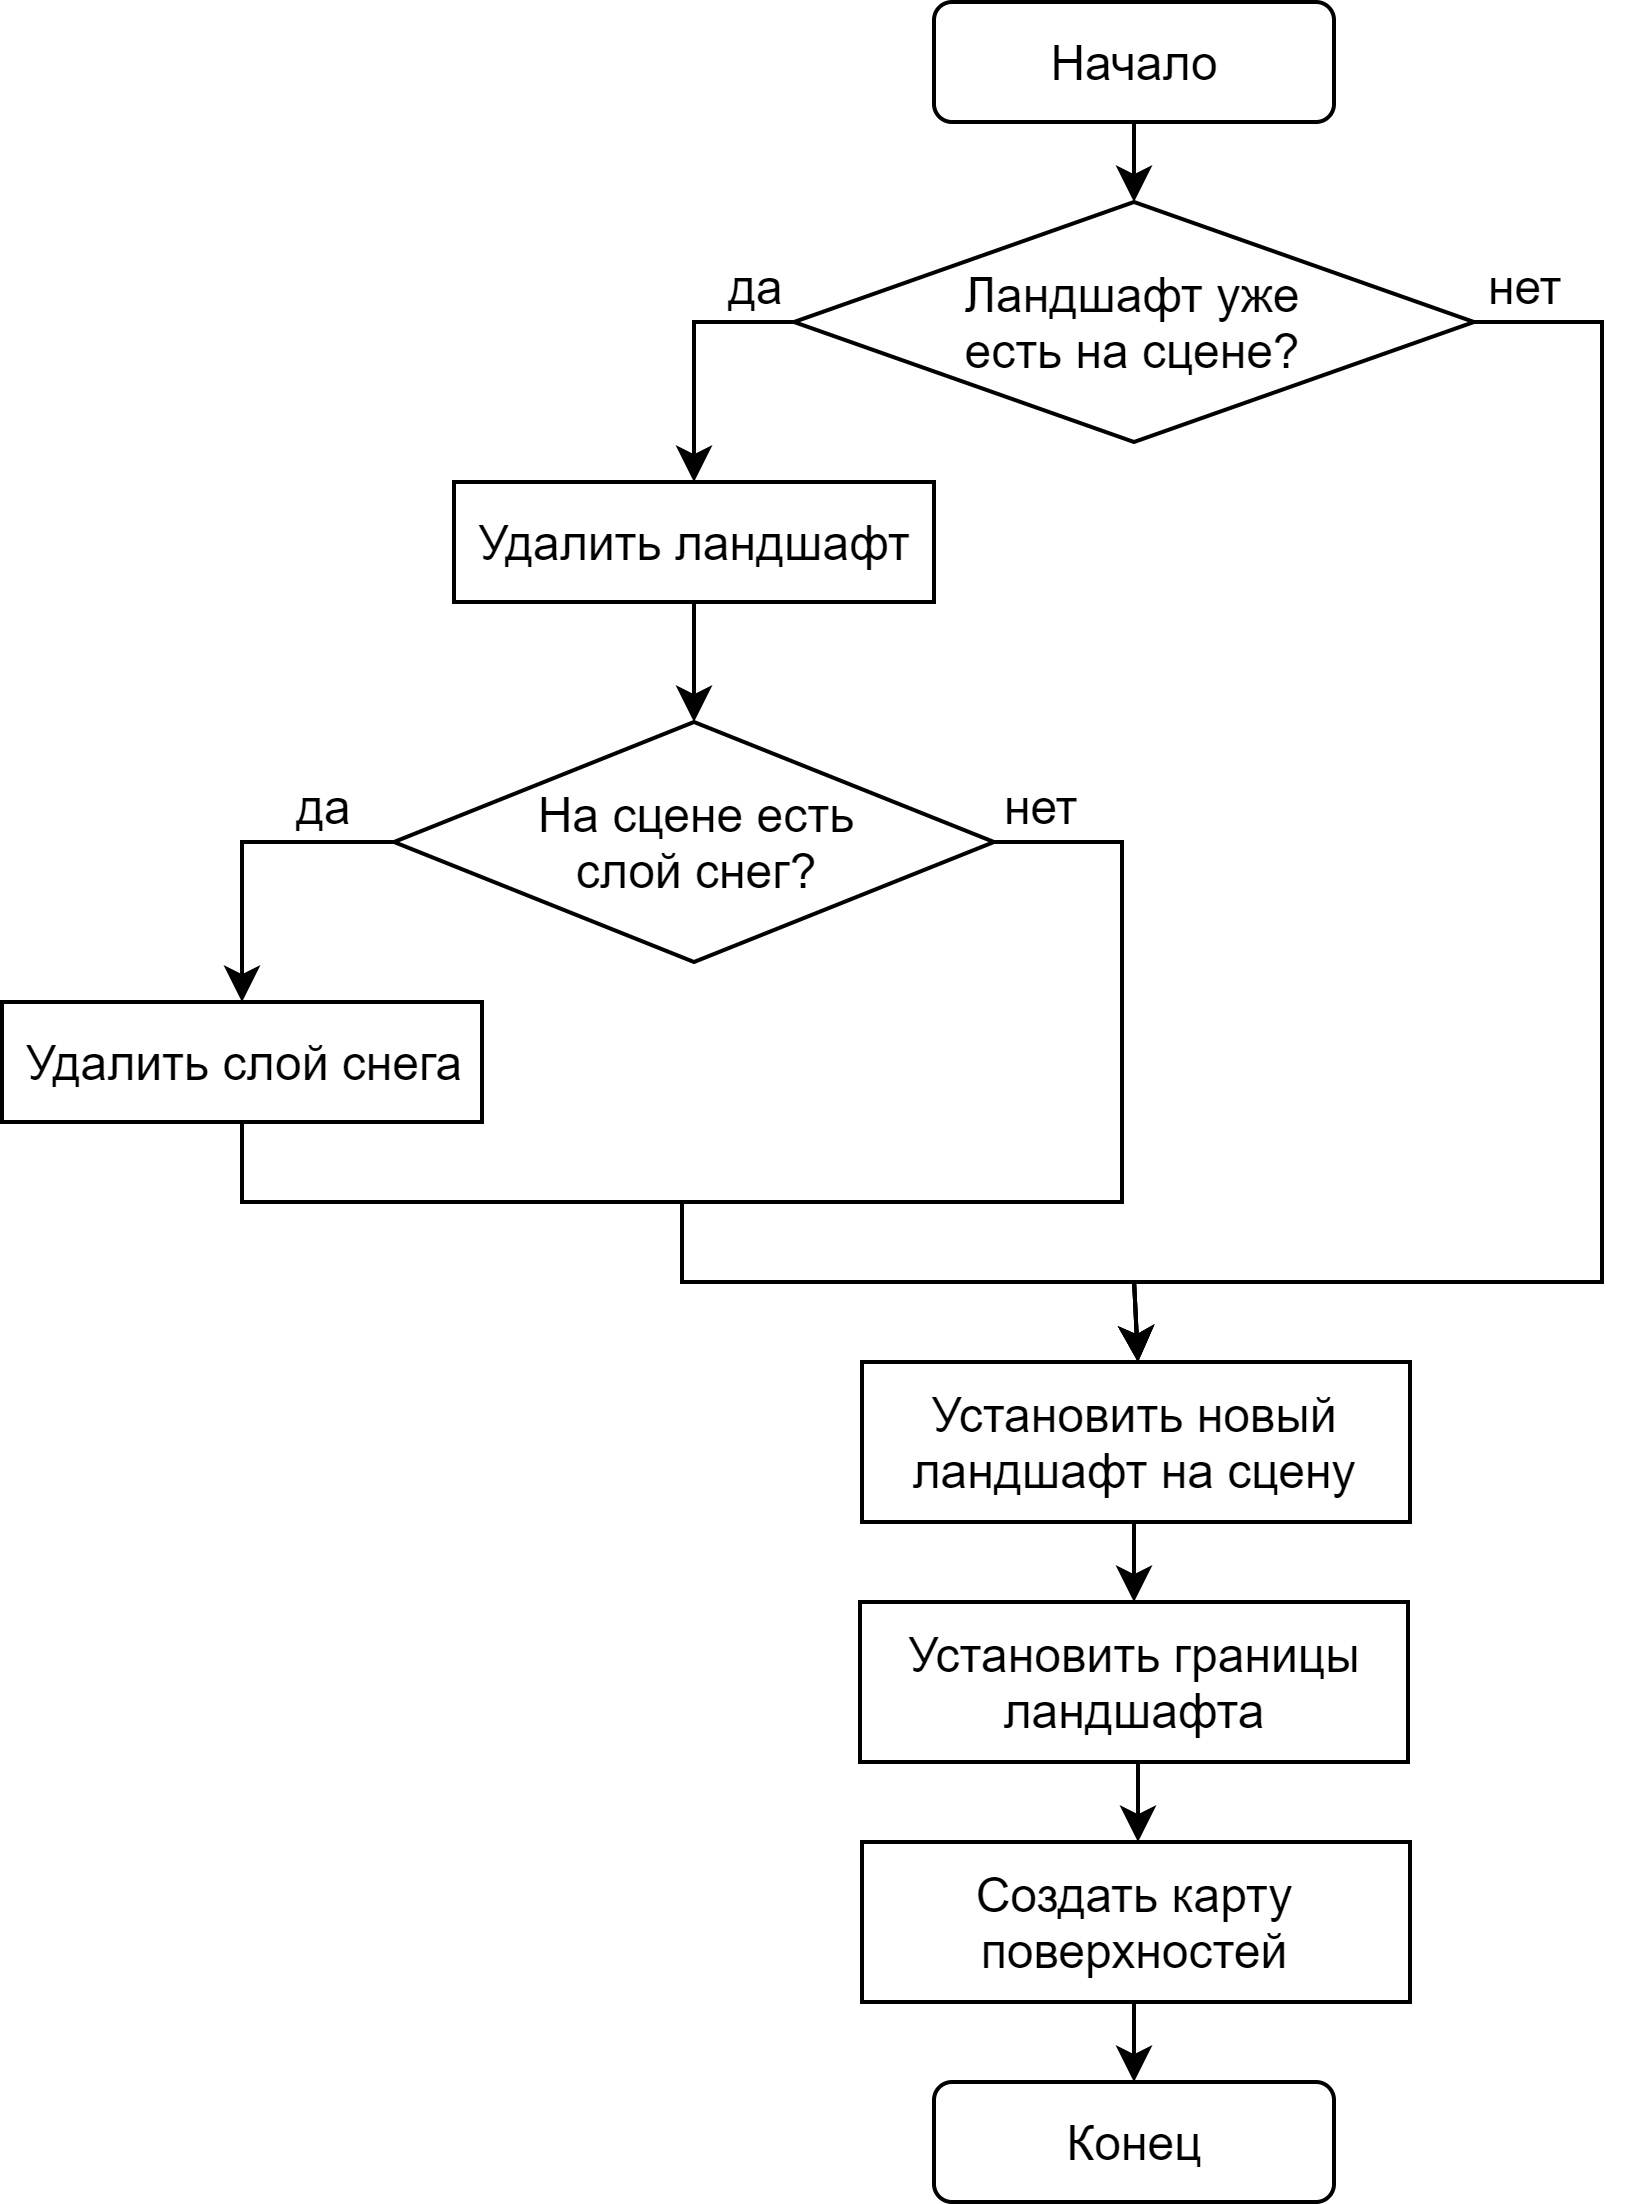 Начало
да
Ландшафт уже
есть на сцене?
нет
Удалить ландшафт
да
На сцене есть
слой снег?
нет
Удалить слой снега
Установить новый
ландшафт на сцену
Установить границы
ландшафта
Создать карту
поверхностей
Конец